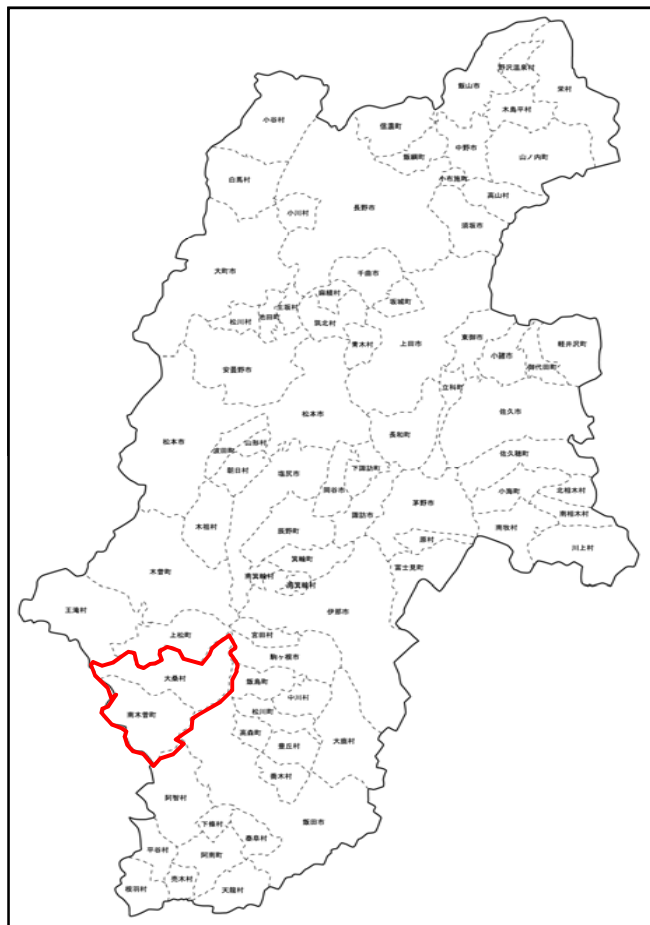 野沢温泉村
飯山市
栄村
木島平村
小谷村
信濃町
中野市
飯綱町
山ノ内町
白馬村
小布施町
高山村
小川村
長野市
須坂市
大町市
千曲市
麻績村
坂城町
生坂村
池田町
松川村
筑北村
東御市
青木村
上田市
軽井沢町
小諸市
御代田町
安曇野市
立科町
松本市
佐久市
長和町
松本市
山形村
波田町
佐久穂町
朝日村
下諏訪町
塩尻市
岡谷市
北相木村
小海町
茅野市
諏訪市
南相木村
木祖村
辰野町
南牧村
原村
川上村
箕輪町
富士見町
木曽町
南箕輪村
南箕輪村
王滝村
伊那市
上松町
宮田村
駒ヶ根市
大桑村
飯島町
中川村
松川町
南木曽町
高森町
大鹿村
豊丘村
喬木村
阿智村
下條村
飯田市
泰阜村
平谷村
阿南町
売木村
根羽村
天龍村